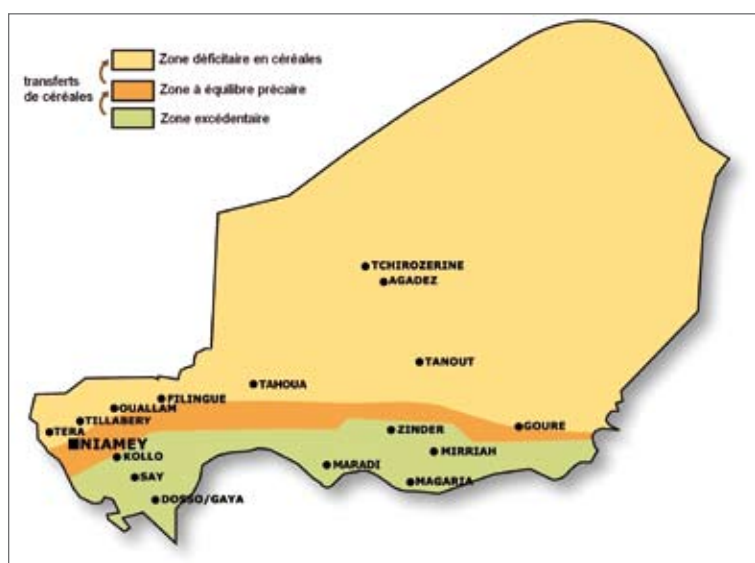 Zone déficitaire en céréales
transferts
de céréales
Zone à équilibre précaire
Zone excédentaire
TCHIROZERINE
AGADEZ
TANOUT
TAHOUA
FILINGUE
OUALLAM
TILLABERY
TERA
GOURE
ZINDER
NIAMEY
KOLLO
MIRRIAH
MARADI
SAY
MAGARIA
DOSSO/GAYA